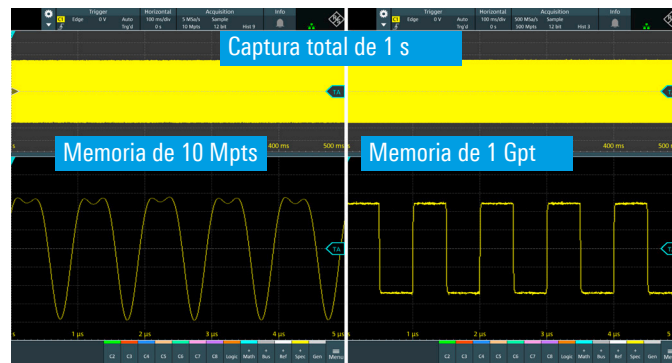 Trigger Horizontal Acquisition Info
C1 Edge 0 V Auto 100 ms/div 5 MSa/s Sample
Trg'd 0 s 10 Mpts 12 bit Hist 9
Trigger Horizontal Acquisition Info
C1 Edge 0 V Auto 100 ms/div 500 MSa/s Sample
Trg'd 0 s 500 Mpts 12 bit Hist 3
Captura total de 1 s
TA
s 400 ms 500 ms
400 ms 500
Memoria de 10 Mpts
Memoria de 1 Gpt
TA
1 µs 2 µs 3 µs 4 µs 5 µs
1 µs 2 µs 3 µs 4 µs 5
C2 C3 C4 C5 C6 C7 C8 Logic Math Bus Ref Spec Gen Menu
C2 C3 C4 C5 C6 C7 C8 Logic Math Bus Ref Spec Gen